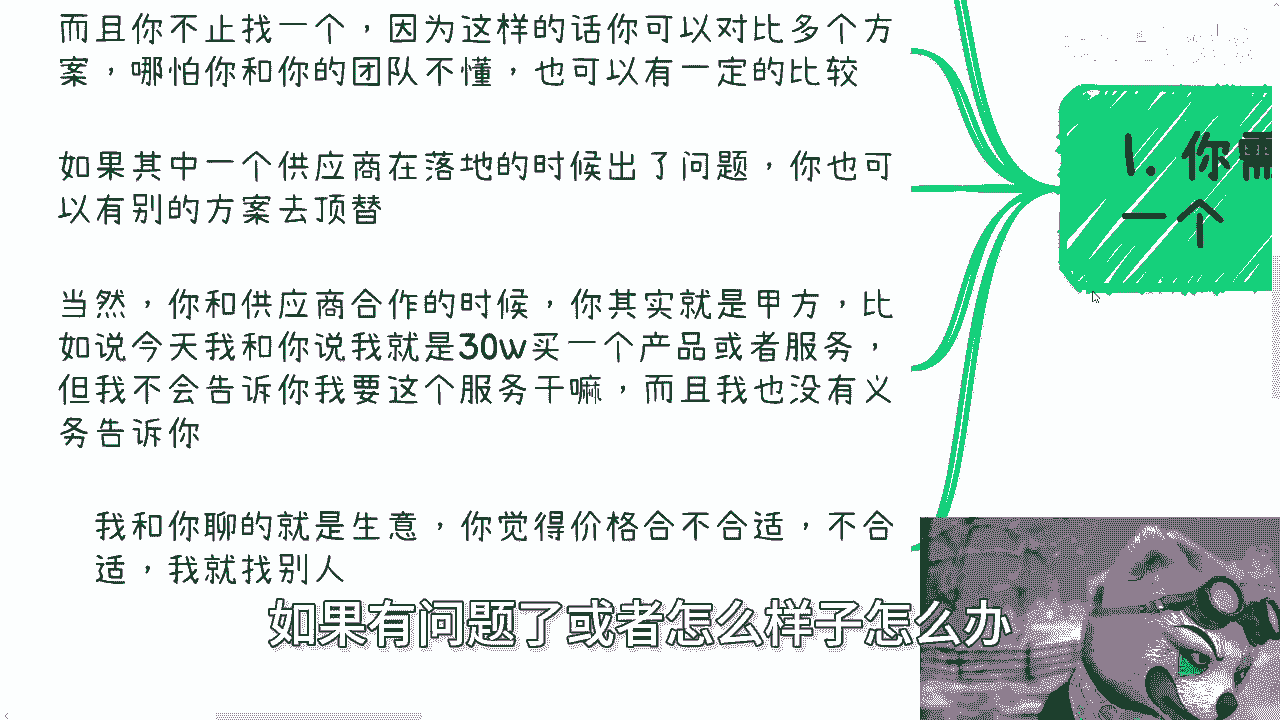 而且你不止找一个，因为这样的话你可以对比多个方
案，哪怕你和你的团队不懂，也可以有一定的比较
如果其中一个供应商在落地的时候出了问题，你也可
以有别的方案去顶替
当然，你和供应商合作的时候，你其实就是甲方，比
如说今天我和你说我就是30w买一个产品或者服务，
但我不会告诉你我要这个服务干嘛，而且我也没有义
务告诉你
我和你聊的就是生意，你觉得价格合不合适，不合
适，我就找别人
1. 你需
一个
如果有问题了或者怎么样子怎么办